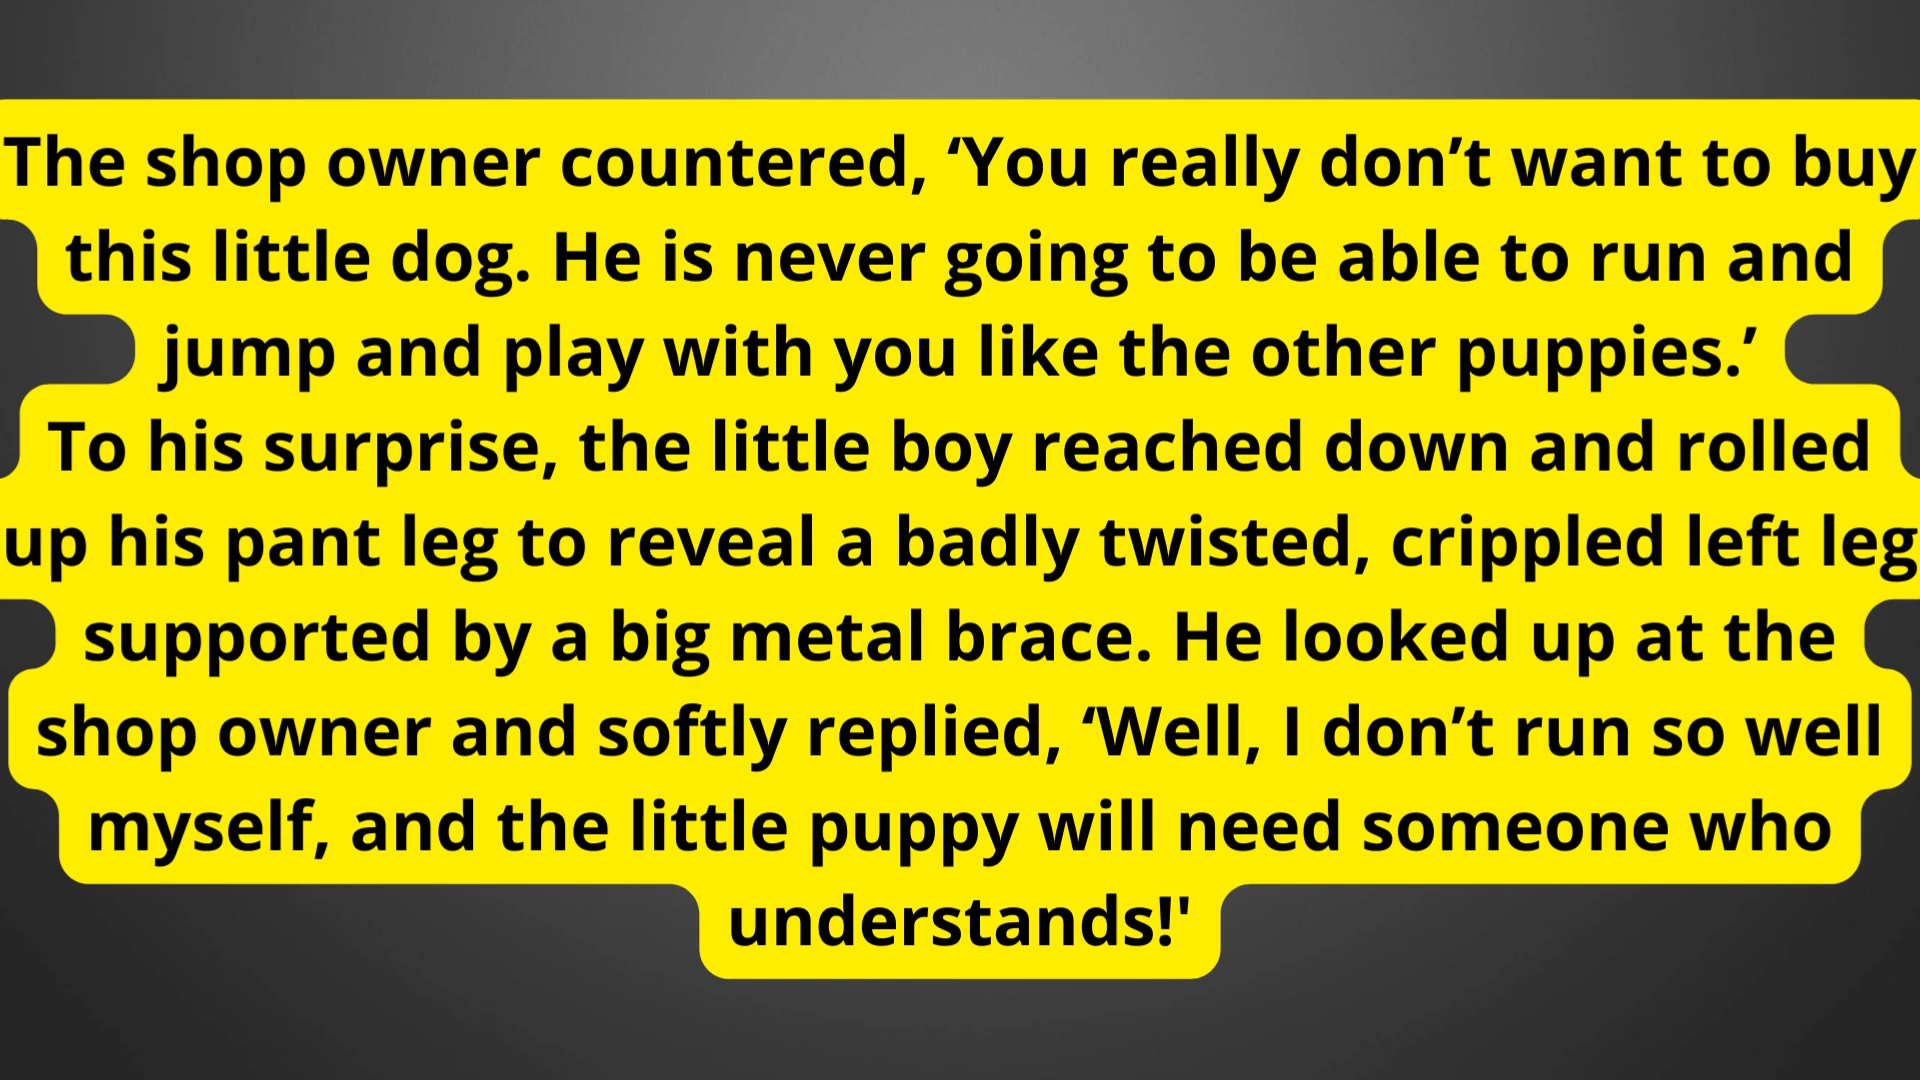 The shop owner countered, ‘You really don’t want to buy
this little dog. He is never going to be able to run and
jump and play with you like the other puppies.’
To his surprise, the little boy reached down and rolled
up his pant leg to reveal a badly twisted, crippled left leg
supported by a big metal brace. He looked up at the
shop owner and softly replied, ‘Well, I don’t run so well
myself, and the little puppy will need someone who
understands!'